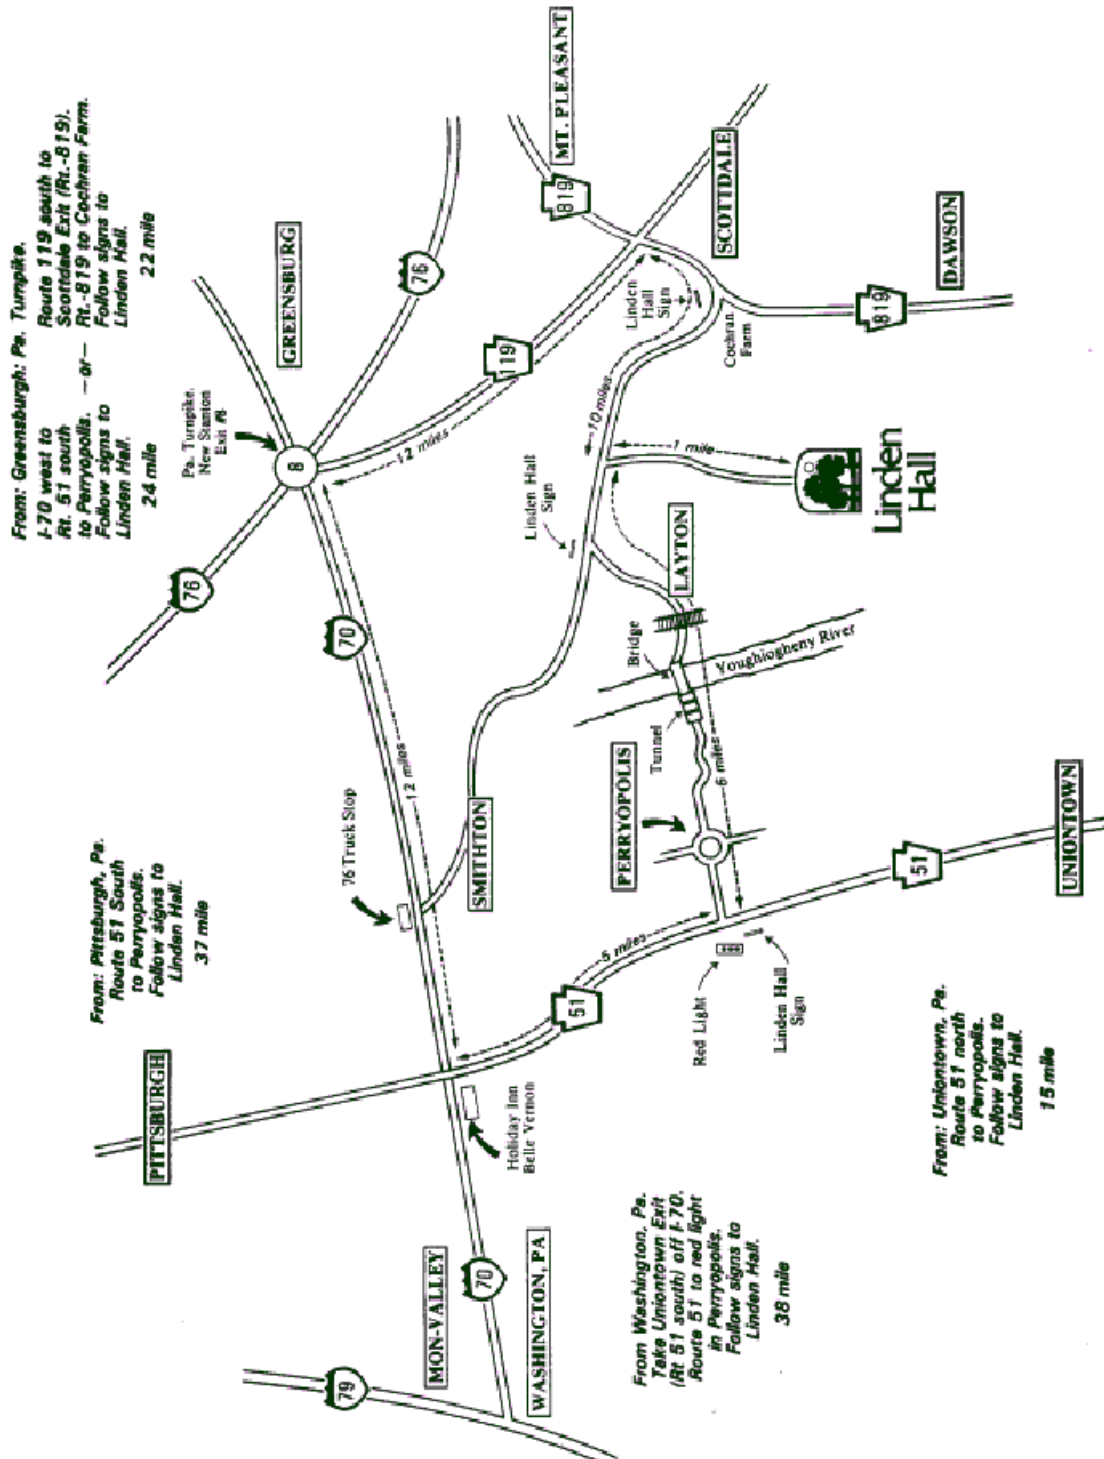 From: Greensburgh: Pa. Turnpike.
I-70 west to
Rt. 51 south
to Perryopolis.
Follow signs to
Linden Hall.
24 mile
—or—
Route 119 south to
Scottdale Exit (Rt.-819).
Rt.-819 to Cochran Farm.
Follow signs to
Linden Hall.
22 mile
From: Pittsburgh, Pa.
Route 51 South
to Perryopolis.
Follow signs to
Linden Hall.
37 mile
PITTSBURGH
MON-VALLEY
WASHINGTON, PA
79
70
Holiday Inn
Belle Vernon
76 Truck Stop
SMITHTON
12 miles
70
76
Pa. Turnpike
New Stanton
Exit #8
8
GREENSBURG
76
119
12 miles
MT. PLEASANT
819
SCOTTDALE
Linden
Hall
Sign
Cochran
Farm
819
DAWSON
10 miles
1 mile
Linden
Hall
Linden Hall
Sign
LAYTON
Bridge
Youghiogheny River
Tunnel
6 miles
PERRYOPOLIS
51
5 miles
Red Light
Linden Hall
Sign
51
UNIONTOWN
From Washington, Pa.
Take Uniontown Exit
(Rt 51 south) off I-70.
Route 51 to red light
in Perryopolis.
Follow signs to
Linden Hall.
38 mile
From: Uniontown, Pa.
Route 51 north
to Perryopolis.
Follow signs to
Linden Hall.
15 mile